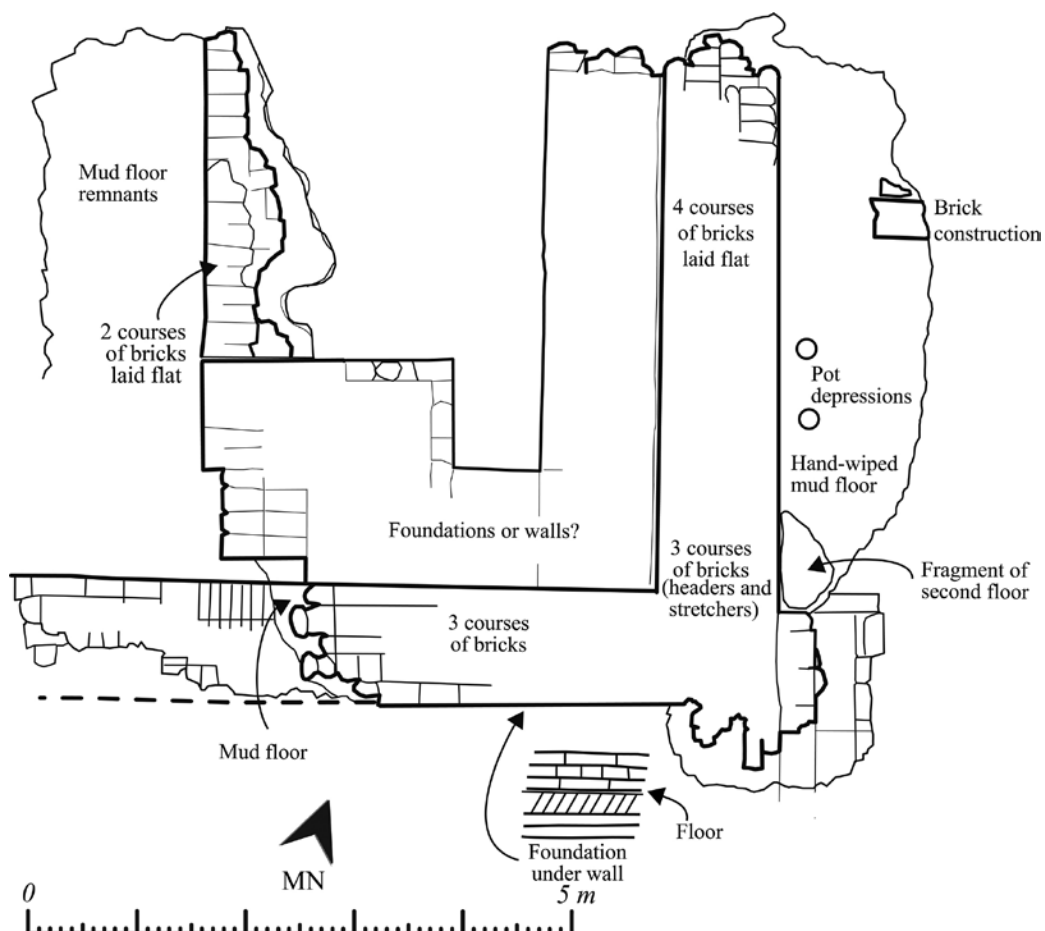 Mud floor
remnants
4 courses
of bricks
laid flat
Brick
construction
2 courses
of bricks
laid flat
Pot
depressions
Hand-wiped
mud floor
Foundations or walls?
3 courses
of bricks
(headers and
stretchers)
Fragment of
second floor
3 courses
of bricks
Mud floor
Floor
Foundation
under wall
MN
0
5 m